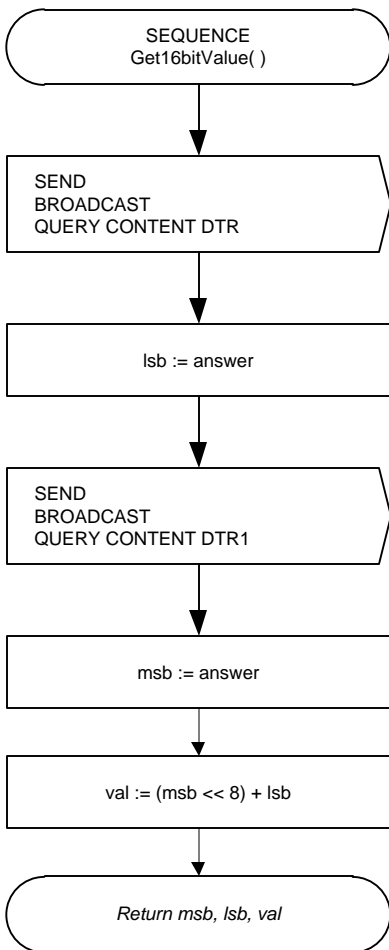 SEQUENCE
Get16bitValue( )
SEND
BROADCAST
QUERY CONTENT DTR
lsb := answer
SEND
BROADCAST
QUERY CONTENT DTR1
msb := answer
val := (msb << 8) + lsb
Return msb, lsb, val